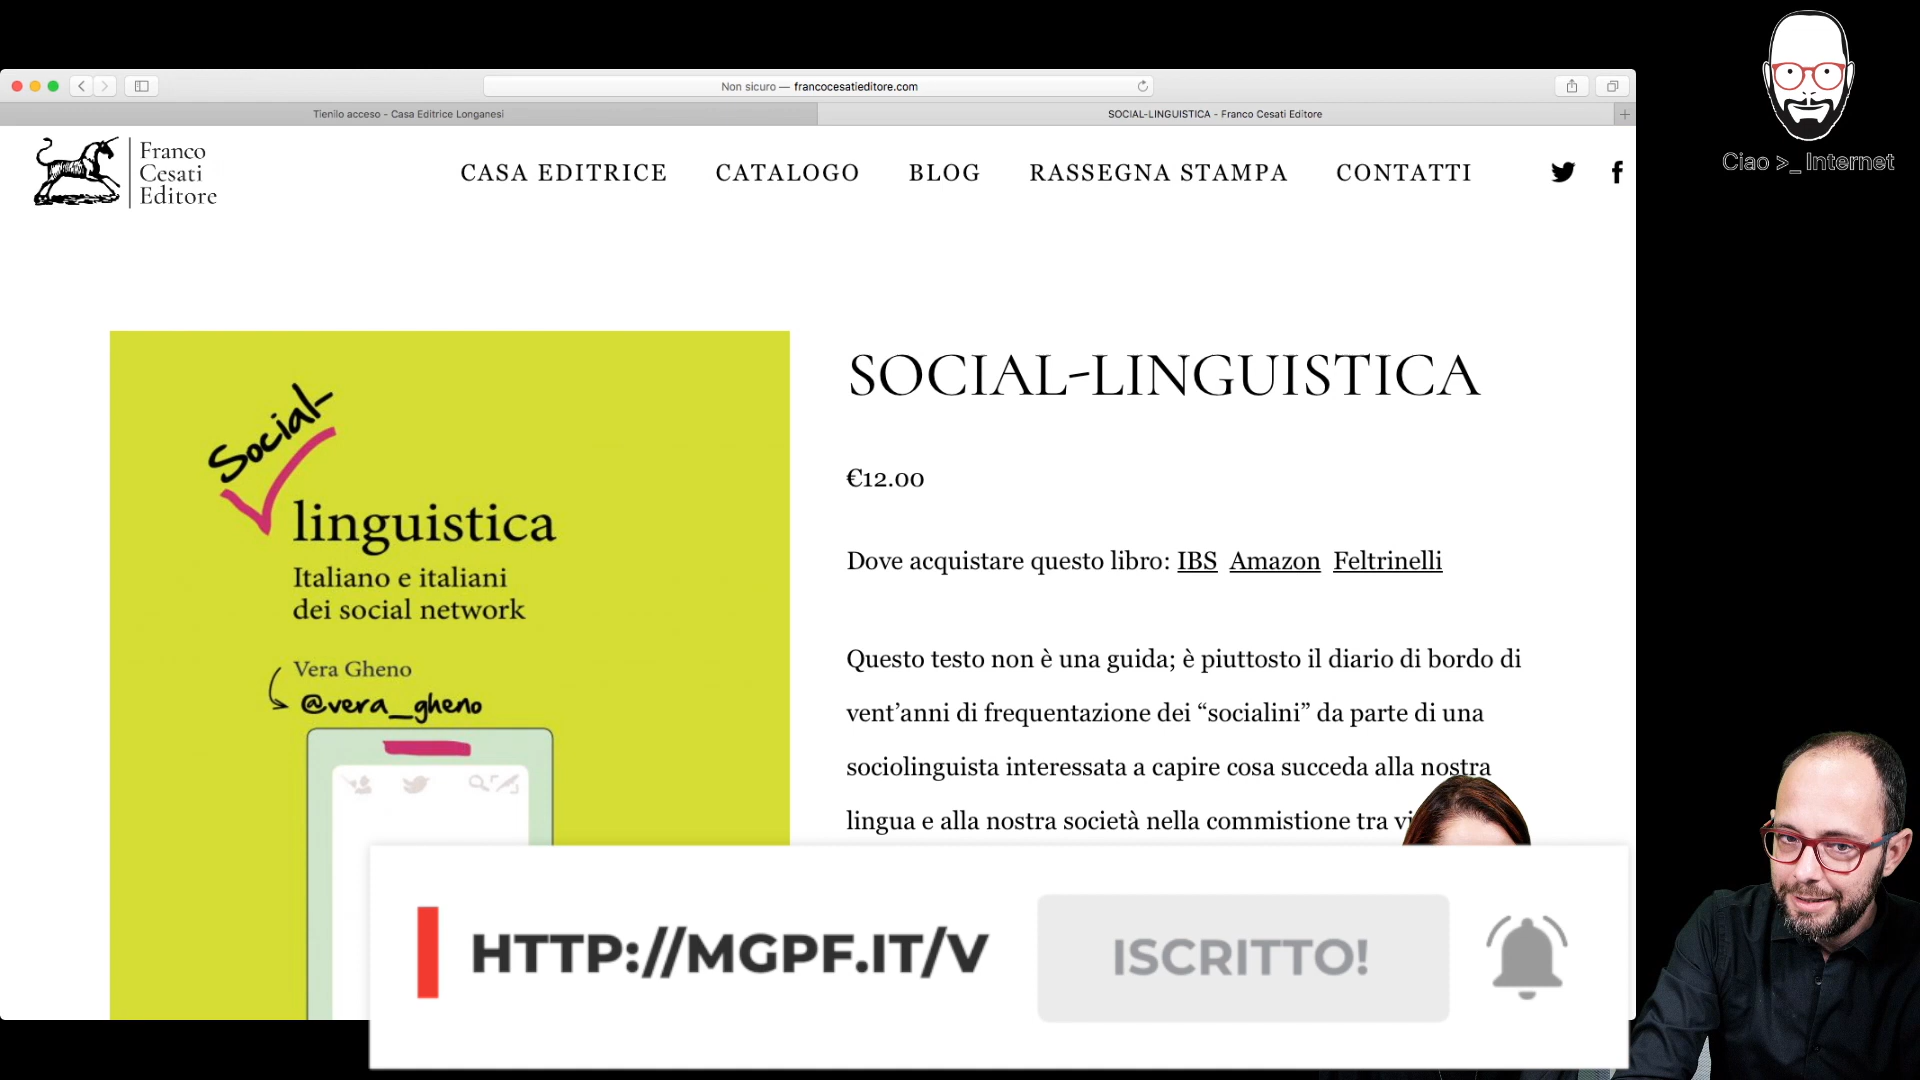 Non sicuro — francocesatieditore.com
Tienilo acceso - Casa Editrice Longanesi
SOCIAL-LINGUISTICA - Franco Cesati Editore
Franco
Cesati
Editore
CASA EDITRICE
CATALOGO
BLOG
RASSEGNA STAMPA
CONTATTI
Ciao >_ Internet
Social-
linguistica
Italiano e italiani
dei social network
Vera Gheno
@vera_gheno
SOCIAL-LINGUISTICA
€12.00
Dove acquistare questo libro: IBS Amazon Feltrinelli
Questo testo non è una guida; è piuttosto il diario di bordo di
vent’anni di frequentazione dei “socialini” da parte di una
sociolinguista interessata a capire cosa succeda alla nostra
lingua e alla nostra società nella commistione tra
HTTP://MGPF.IT/V
ISCRITTO!